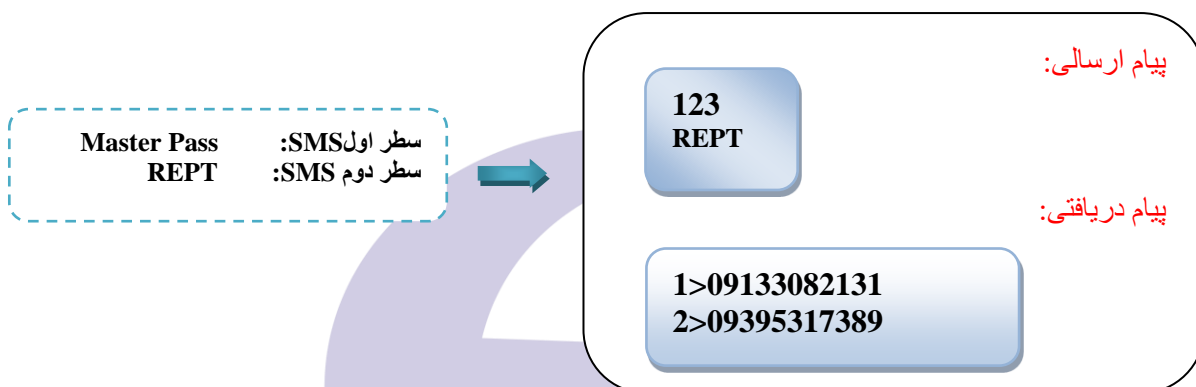 سطر اولSMS: Master Pass
سطر دوم SMS: REPT
پیام ارسالی:
123
REPT
پیام دریافتی:
1>09133082131
2>09395317389